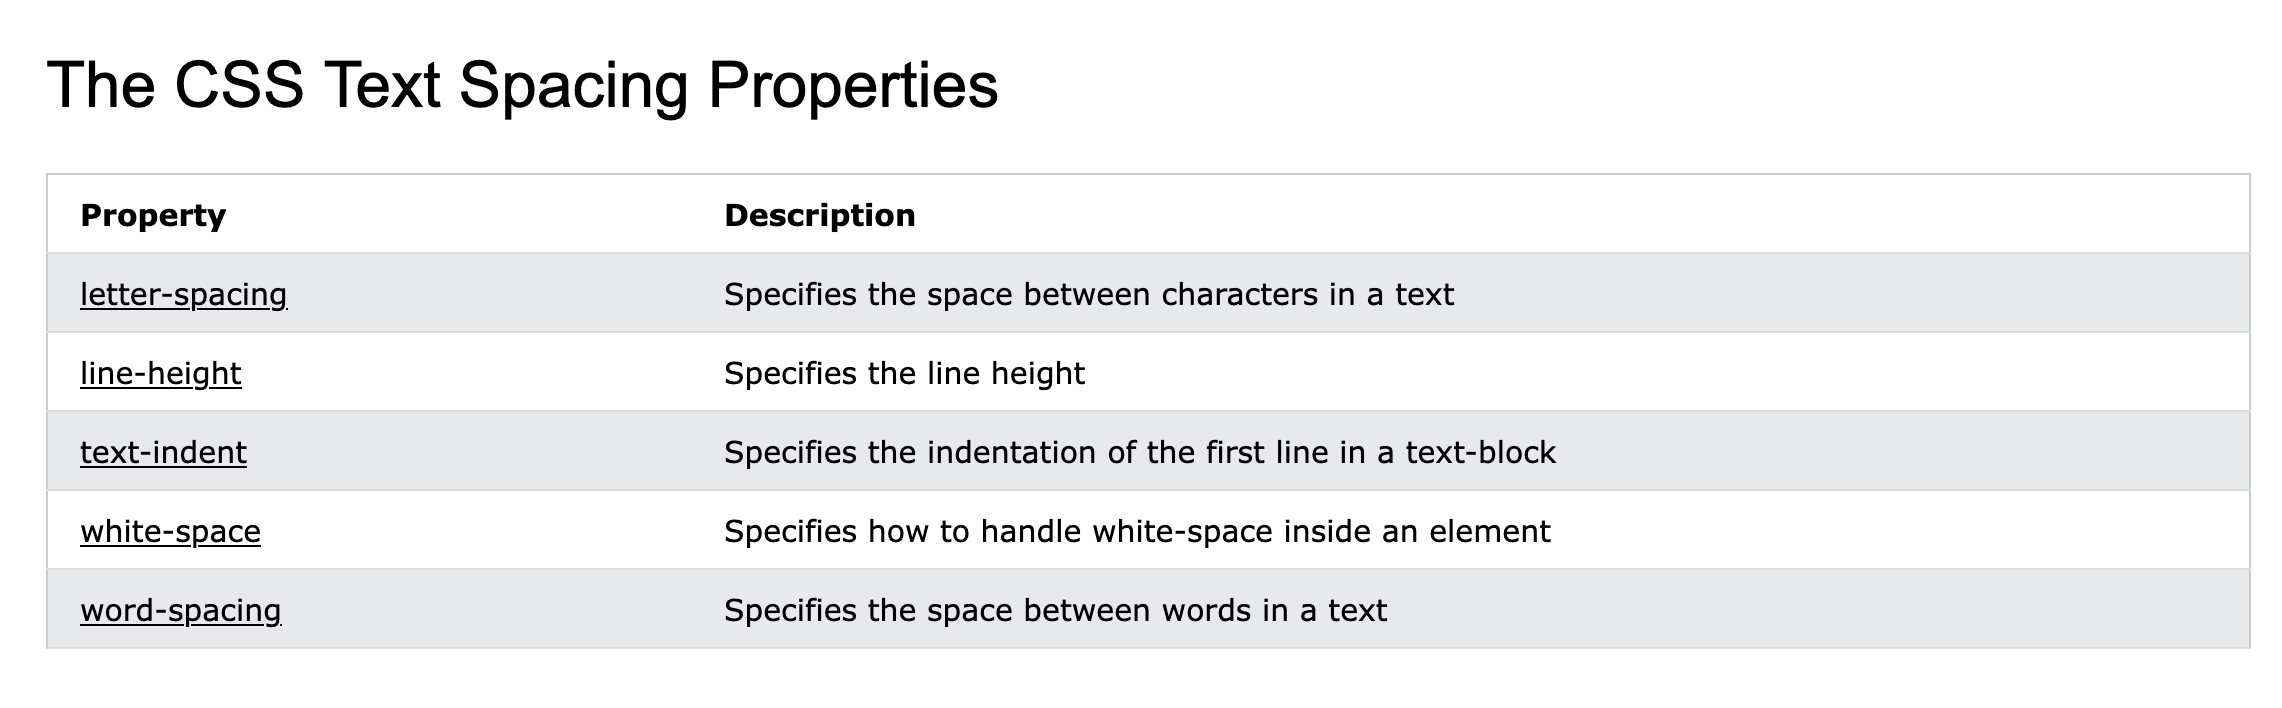 The CSS Text Spacing Properties
Property Description
letter-spacing Specifies the space between characters in a text
line-height Specifies the line height
text-indent Specifies the indentation of the first line in a text-block
white-space Specifies how to handle white-space inside an element
word-spacing Specifies the space between words in a text